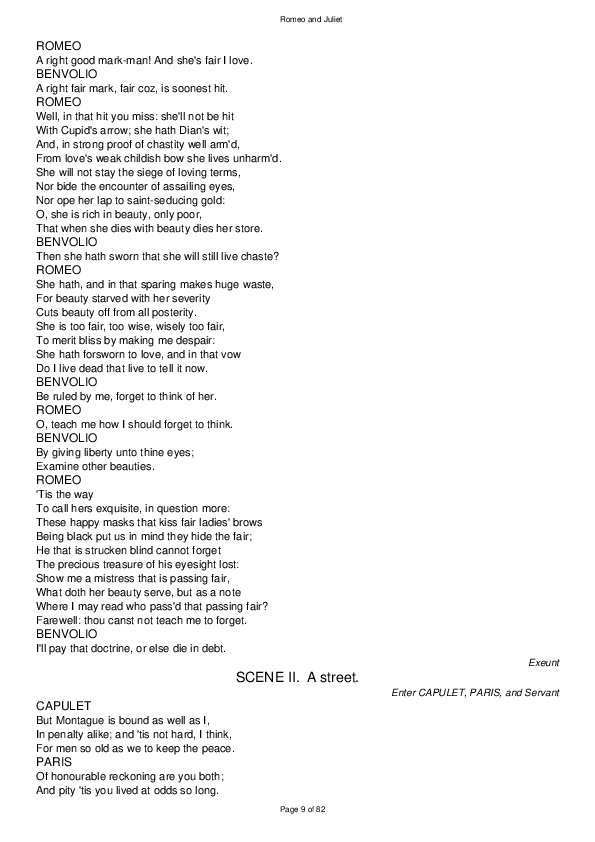 Romeo and Juliet
ROMEO
A right good mark-man! And she's fair I love.
BENVOLIO
A right fair mark, fair coz, is soonest hit.
ROMEO
Well, in that hit you miss: she'll not be hit
With Cupid's arrow; she hath Dian's wit;
And, in strong proof of chastity well arm'd,
From love's weak childish bow she lives unharm'd.
She will not stay the siege of loving terms,
Nor bide the encounter of assailing eyes,
Nor ope her lap to saint-seducing gold:
O, she is rich in beauty, only poor,
That when she dies with beauty dies her store.
BENVOLIO
Then she hath sworn that she will still live chaste?
ROMEO
She hath, and in that sparing makes huge waste,
For beauty starved with her severity
Cuts beauty off from all posterity.
She is too fair, too wise, wisely too fair,
To merit bliss by making me despair:
She hath forsworn to love, and in that vow
Do I live dead that live to tell it now.
BENVOLIO
Be ruled by me, forget to think of her.
ROMEO
O, teach me how I should forget to think.
BENVOLIO
By giving liberty unto thine eyes;
Examine other beauties.
ROMEO
'Tis the way
To call hers exquisite, in question more:
These happy masks that kiss fair ladies' brows
Being black put us in mind they hide the fair;
He that is strucken blind cannot forget
The precious treasure of his eyesight lost:
Show me a mistress that is passing fair,
What doth her beauty serve, but as a note
Where I may read who pass'd that passing fair?
Farewell: thou canst not teach me to forget.
BENVOLIO
I'll pay that doctrine, or else die in debt.
Exeunt
SCENE II. A street.
Enter CAPULET, PARIS, and Servant
CAPULET
But Montague is bound as well as I,
In penalty alike; and 'tis not hard, I think,
For men so old as we to keep the peace.
PARIS
Of honourable reckoning are you both;
And pity 'tis you lived at odds so long.
Page 9 of 82